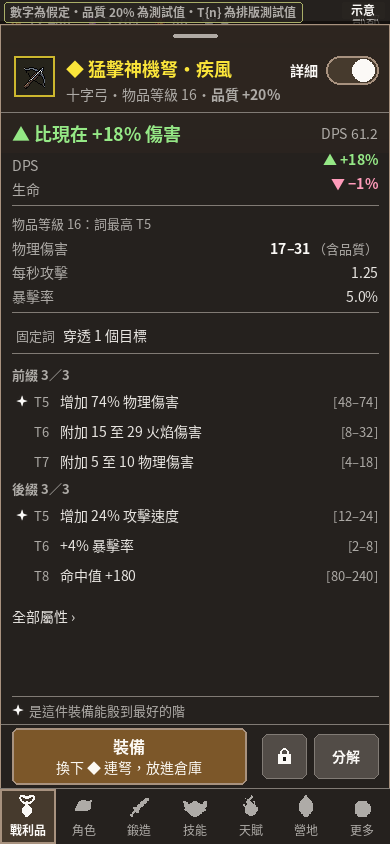 數字為假定・品質 20% 為測試值・T{n} 為排版測試值
示意
◆ 猛擊神機弩・疾風
詳細
十字弓・物品等級 16・品質 +20%
▲ 比現在 +18% 傷害
DPS 61.2
DPS
▲ +18%
生命
▼ −1%
物品等級 16：詞最高 T5
物理傷害
17–31 （含品質）
每秒攻擊
1.25
暴擊率
5.0%
固定詞 穿透 1 個目標
前綴 3／3
T5 增加 74% 物理傷害 [48–74]
T6 附加 15 至 29 火焰傷害 [8–32]
T7 附加 5 至 10 物理傷害 [4–18]
後綴 3／3
T5 增加 24% 攻擊速度 [12–24]
T6 +4% 暴擊率 [2–8]
T8 命中值 +180 [80–240]
全部屬性 ›
✦ 是這件裝備能骰到最好的階
裝備
換下 ◆ 連弩，放進倉庫
分解
戰利品 角色 鍛造 技能 天賦 營地 更多